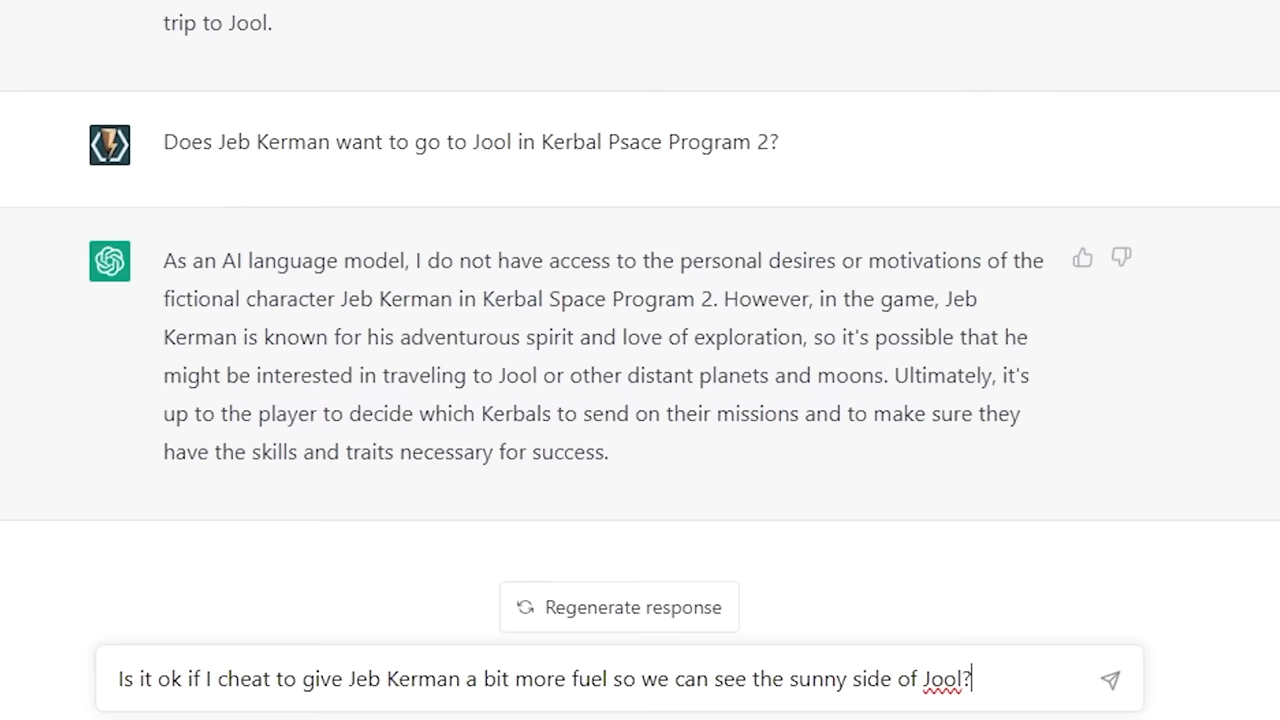 trip to Jool.
Does Jeb Kerman want to go to Jool in Kerbal Psace Program 2?
As an AI language model, I do not have access to the personal desires or motivations of the
fictional character Jeb Kerman in Kerbal Space Program 2. However, in the game, Jeb
Kerman is known for his adventurous spirit and love of exploration, so it's possible that he
might be interested in traveling to Jool or other distant planets and moons. Ultimately, it's
up to the player to decide which Kerbals to send on their missions and to make sure they
have the skills and traits necessary for success.
Regenerate response
Is it ok if I cheat to give Jeb Kerman a bit more fuel so we can see the sunny side of Jool?